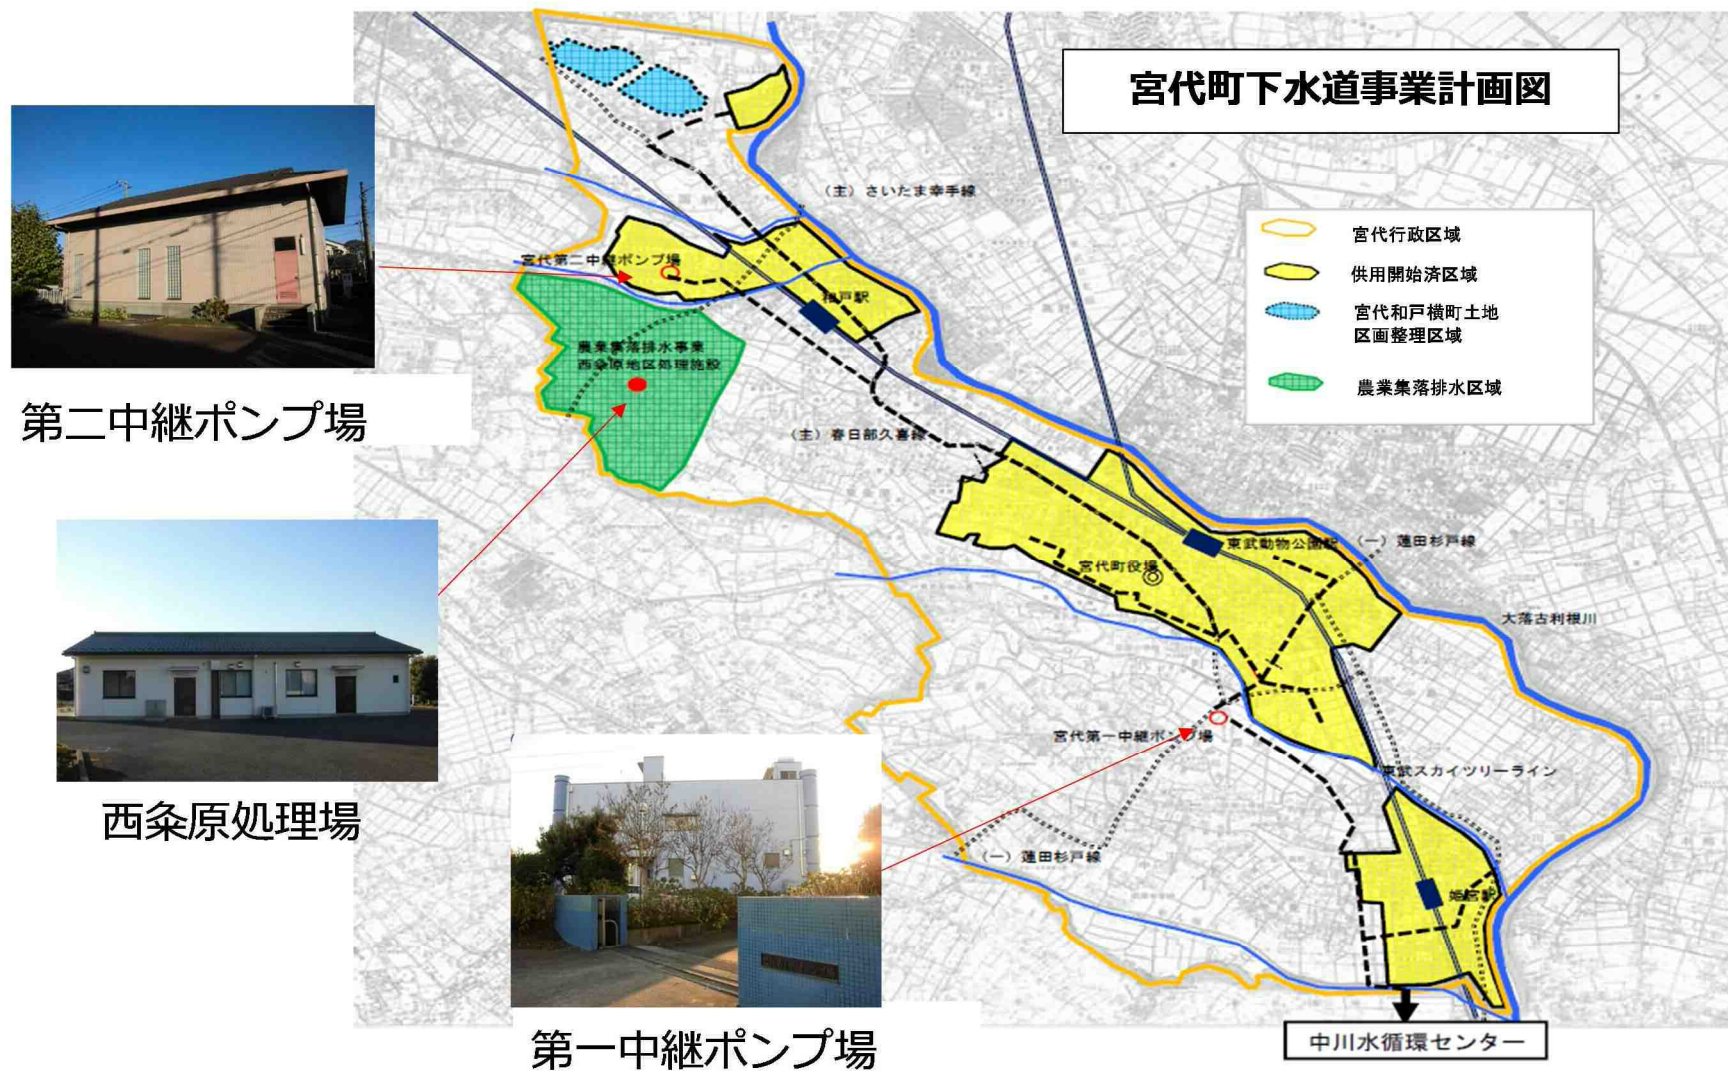 宮代町下水道事業計画図
(主)さいたま幸手線
宮代行政区域
供用開始済区域
宮代和戸横町土地
区画整理区域
農業集落排水区域
宮代第二中継ポンプ場
和戸駅
農業集落排水事業
西粂原地区処理施設
第二中継ポンプ場
(主)春日部久喜線
東武動物公園駅
(一)蓮田杉戸線
宮代町役場
大落古利根川
宮代第一中継ポンプ場
東武スカイツリーライン
西粂原処理場
(一)蓮田杉戸線
姫宮駅
第一中継ポンプ場
中川水循環センター